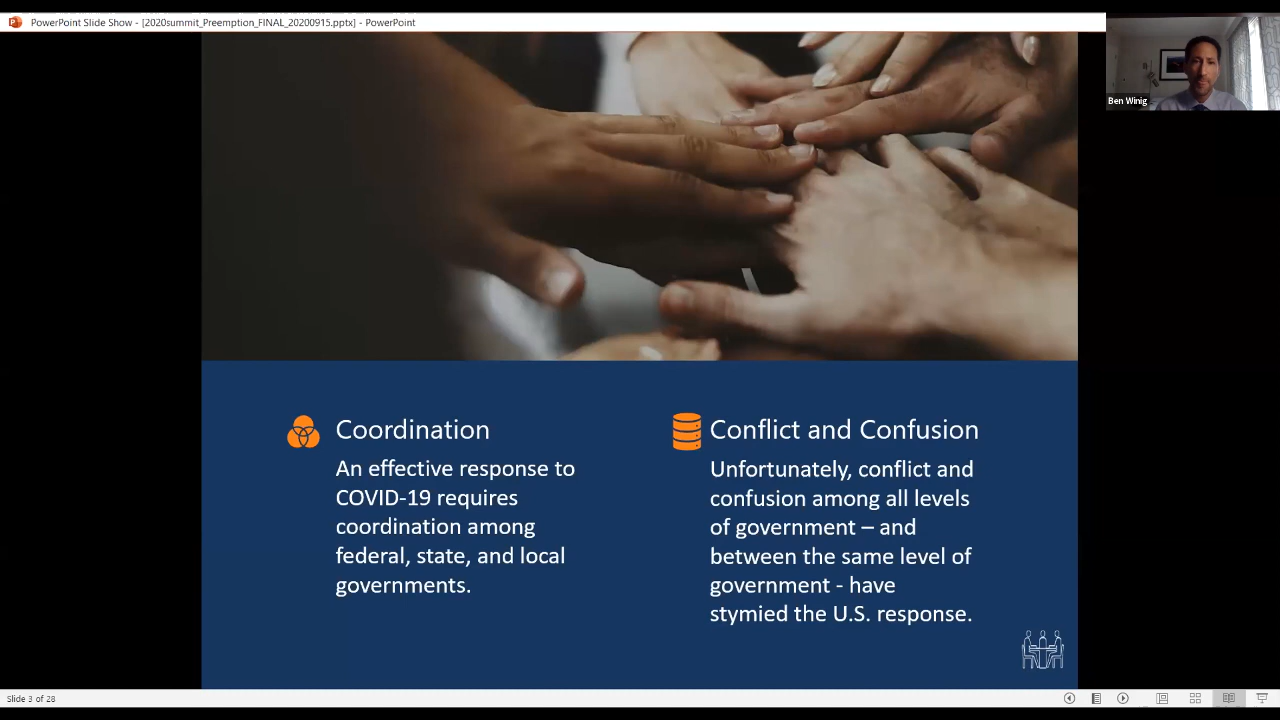 PowerPoint Slide Show - [2020summit_Preemption_FINAL_20200915.pptx] - PowerPoint
Ben Winig
Coordination
An effective response to
COVID-19 requires
coordination among
federal, state, and local
governments.
Conflict and Confusion
Unfortunately, conflict and
confusion among all levels
of government – and
between the same level of
government - have
stymied the U.S. response.
Slide 3 of 28